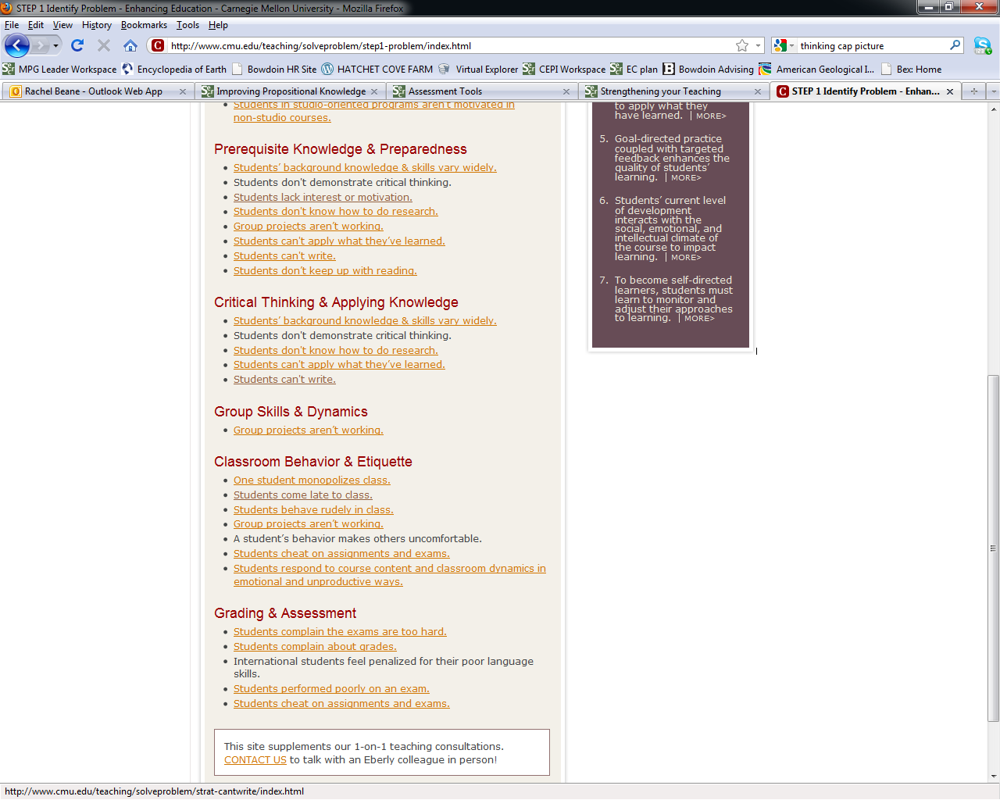 STEP 1 Identify Problem - Enhancing Education - Carnegie Mellon University - Mozilla Firefox
File Edit View History Bookmarks Tools Help
http://www.cmu.edu/teaching/solveproblem/step1-problem/index.html
thinking cap picture
MPG Leader Workspace Encyclopedia of Earth Bowdoin HR Site HATCHET COVE FARM Virtual Explorer CEPI Workspace EC plan Bowdoin Advising American Geological I... Bex: Home
Rachel Beane - Outlook Web App Improving Propositional Knowledge Assessment Tools Strengthening your Teaching STEP 1 Identify Problem - Enhan...
Students in studio-oriented programs aren't motivated in
non-studio courses.
Prerequisite Knowledge & Preparedness
Students’ background knowledge & skills vary widely.
Students don't demonstrate critical thinking.
Students lack interest or motivation.
Students don't know how to do research.
Group projects aren’t working.
Students can't apply what they’ve learned.
Students can't write.
Students don’t keep up with reading.
Critical Thinking & Applying Knowledge
Students’ background knowledge & skills vary widely.
Students don't demonstrate critical thinking.
Students don't know how to do research.
Students can't apply what they’ve learned.
Students can't write.
Group Skills & Dynamics
Group projects aren’t working.
Classroom Behavior & Etiquette
One student monopolizes class.
Students come late to class.
Students behave rudely in class.
Group projects aren’t working.
A student’s behavior makes others uncomfortable.
Students cheat on assignments and exams.
Students respond to course content and classroom dynamics in
emotional and unproductive ways.
Grading & Assessment
Students complain the exams are too hard.
Students complain about grades.
International students feel penalized for their poor language
skills.
Students performed poorly on an exam.
Students cheat on assignments and exams.
This site supplements our 1-on-1 teaching consultations.
CONTACT US to talk with an Eberly colleague in person!
to apply what they
have learned. | MORE>
5. Goal-directed practice
coupled with targeted
feedback enhances the
quality of students’
learning. | MORE>
6. Students’ current level
of development
interacts with the
social, emotional, and
intellectual climate of
the course to impact
learning. | MORE>
7. To become self-directed
learners, students must
learn to monitor and
adjust their approaches
to learning. | MORE>
http://www.cmu.edu/teaching/solveproblem/strat-cantwrite/index.html